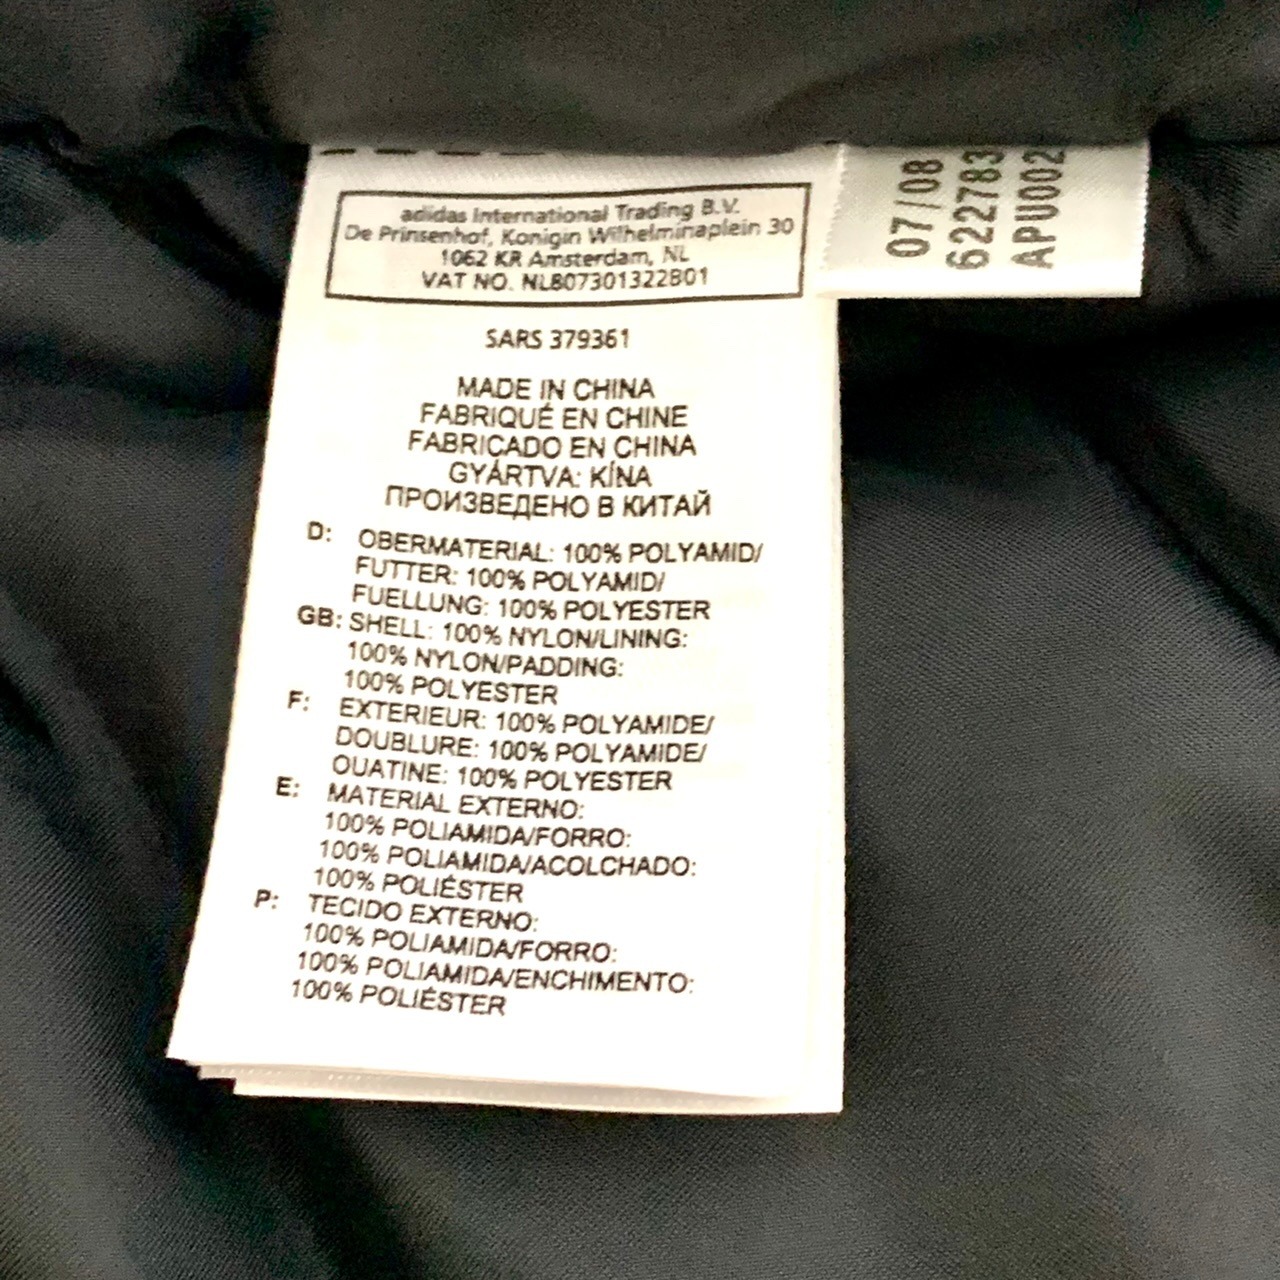 adidas International Trading B.V.
De Prinsenhof, Konigin Wilhelminaplein 30
1062 KR Amsterdam, NL
VAT NO. NL807301322B01
SARS 379361
MADE IN CHINA
FABRIQUÉ EN CHINE
FABRICADO EN CHINA
GYÁRTVA: KÍNA
ПРОИЗВЕДЕНО В КИТАЙ
D: OBERMATERIAL: 100% POLYAMID/
FUTTER: 100% POLYAMID/
FUELLUNG: 100% POLYESTER
GB: SHELL: 100% NYLON/LINING:
100% NYLON/PADDING:
100% POLYESTER
F: EXTERIEUR: 100% POLYAMIDE/
DOUBLURE: 100% POLYAMIDE/
OUATINE: 100% POLYESTER
E: MATERIAL EXTERNO:
100% POLIAMIDA/FORRO:
100% POLIAMIDA/ACOLCHADO:
100% POLIÉSTER
P: TECIDO EXTERNO:
100% POLIAMIDA/FORRO:
100% POLIAMIDA/ENCHIMENTO:
100% POLIÉSTER
07/08
622783
APU002